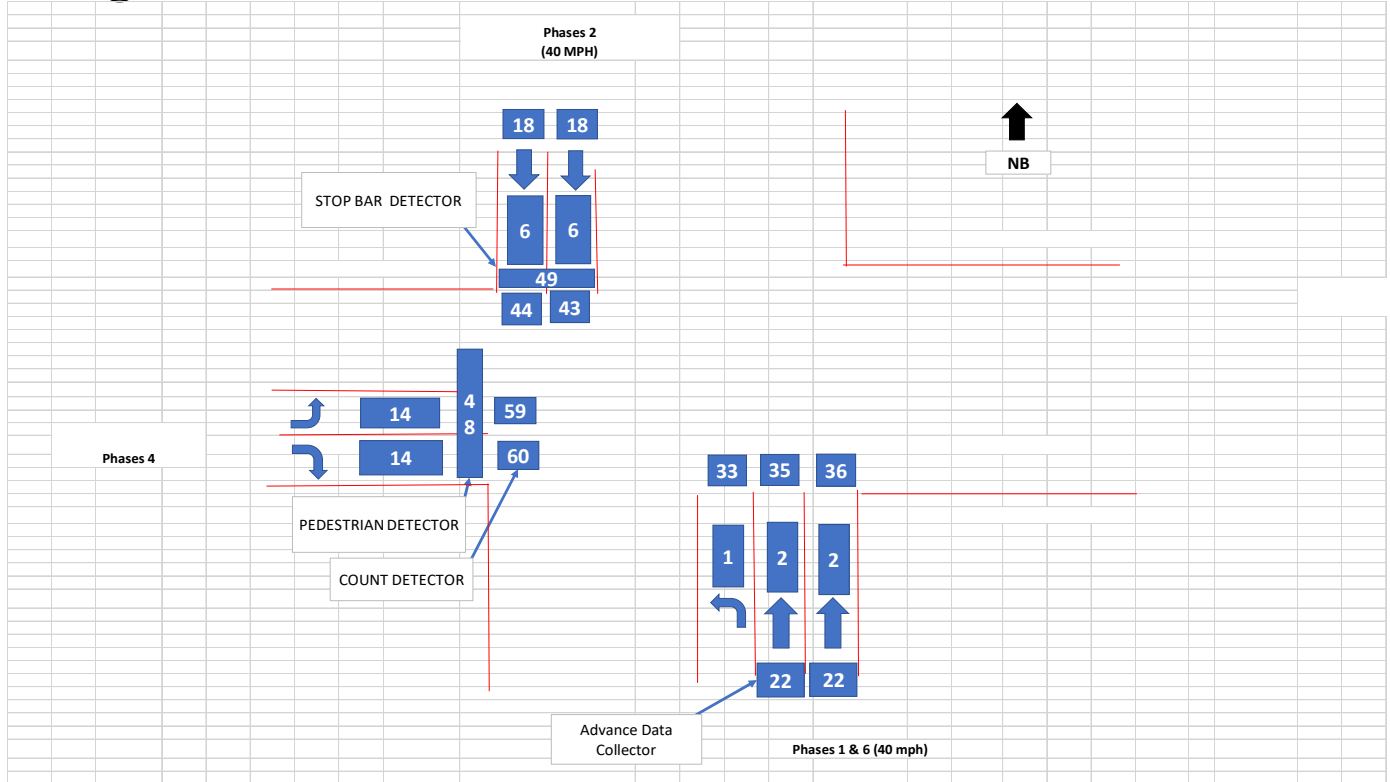 Phases 2
(40 MPH)
18 18
NB
STOP BAR DETECTOR
6 6
49
44 43
4
8
14 59
14 60
Phases 4
33 35 36
PEDESTRIAN DETECTOR
COUNT DETECTOR
1 2 2
22 22
Advance Data
Collector
Phases 1 & 6 (40 mph)